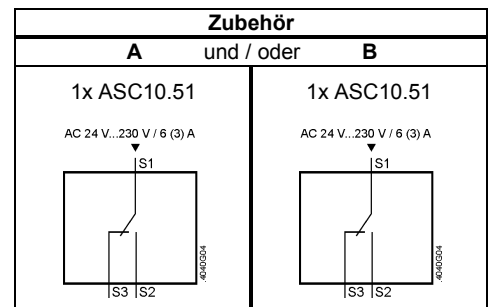 Zubehör
A und / oder B
1x ASC10.51 1x ASC10.51
AC 24 V...230 V / 6 (3) A AC 24 V...230 V / 6 (3) A
S1 S1
4040G04 4040G04
S3 S2 S3 S2